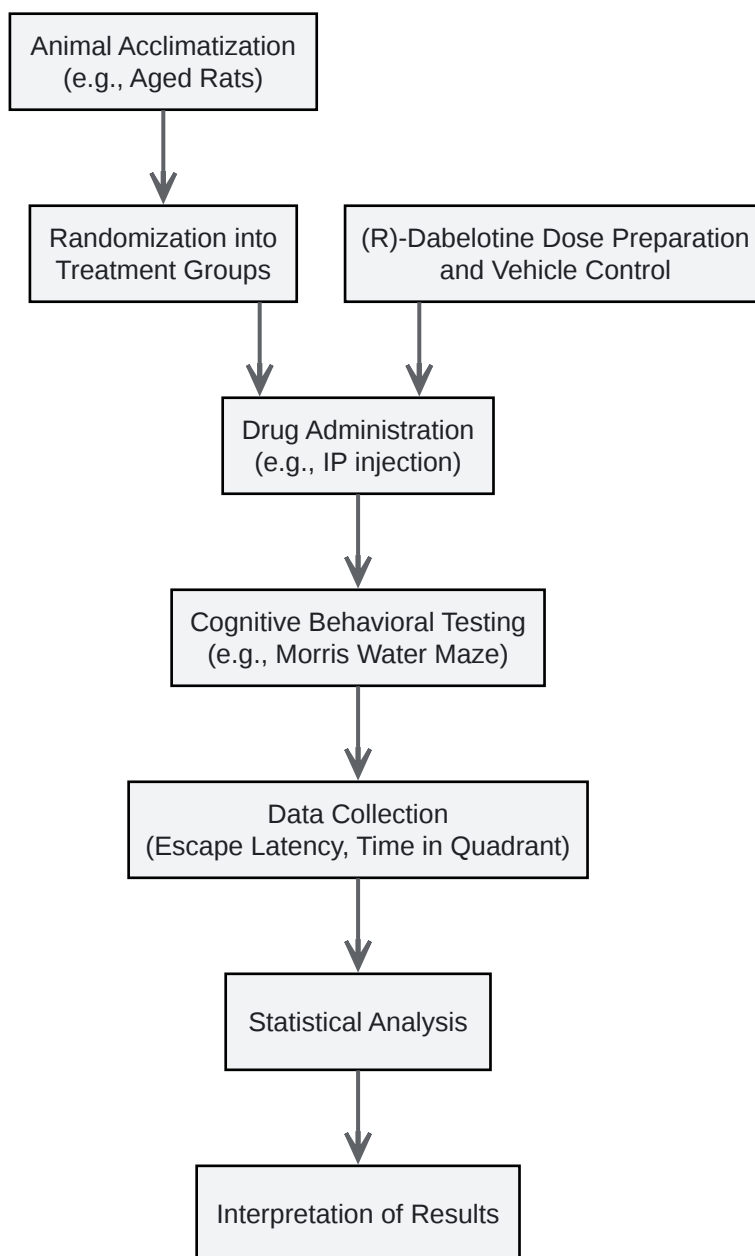 Animal Acclimatization
(e.g., Aged Rats)
Randomization into
Treatment Groups
(R)-Dabelotine Dose Preparation
and Vehicle Control
Drug Administration
(e.g., IP injection)
Cognitive Behavioral Testing
(e.g., Morris Water Maze)
Data Collection
(Escape Latency, Time in Quadrant)
Statistical Analysis
Interpretation of Results